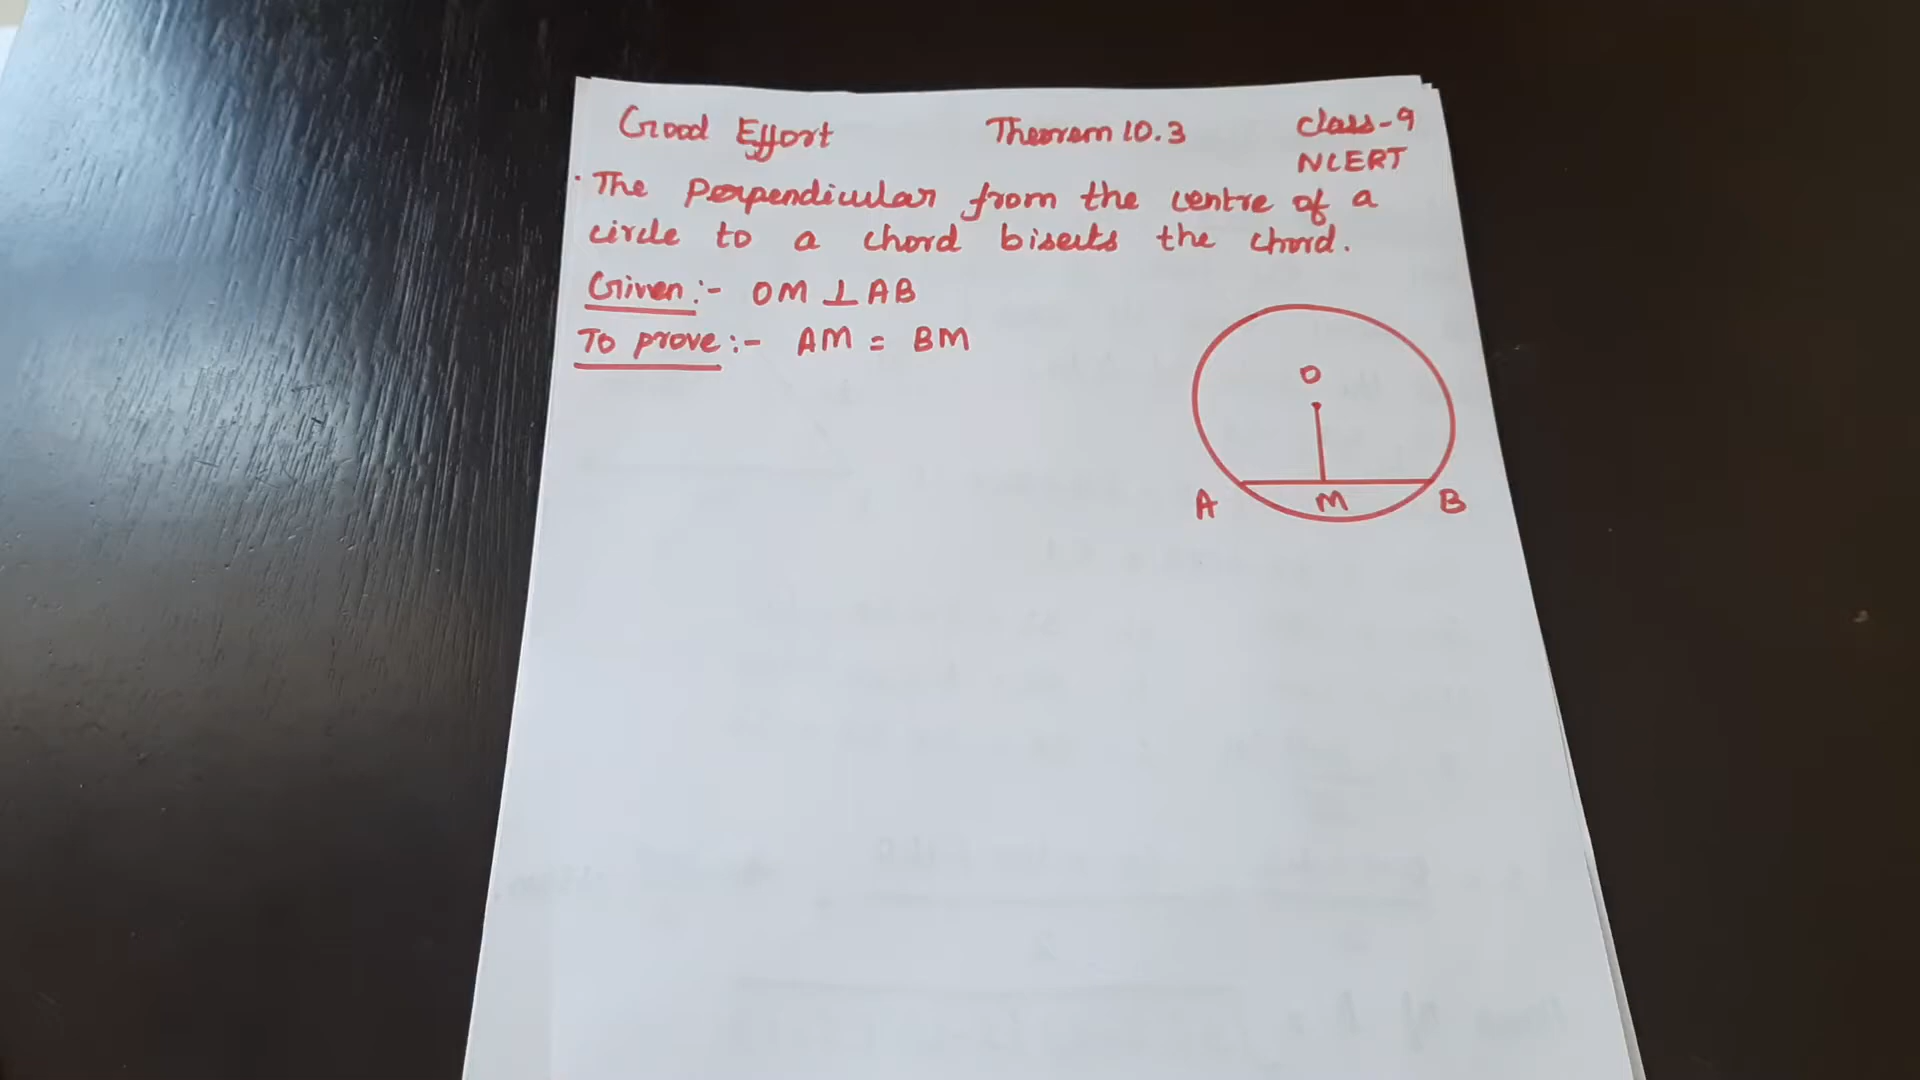 Good Effort Theorem 10.3 class-9
NCERT
The Perpendicular from the centre of a
circle to a chord bisects the chord.
Given:- OM ⊥ AB
To prove:- AM = BM
O
A M B